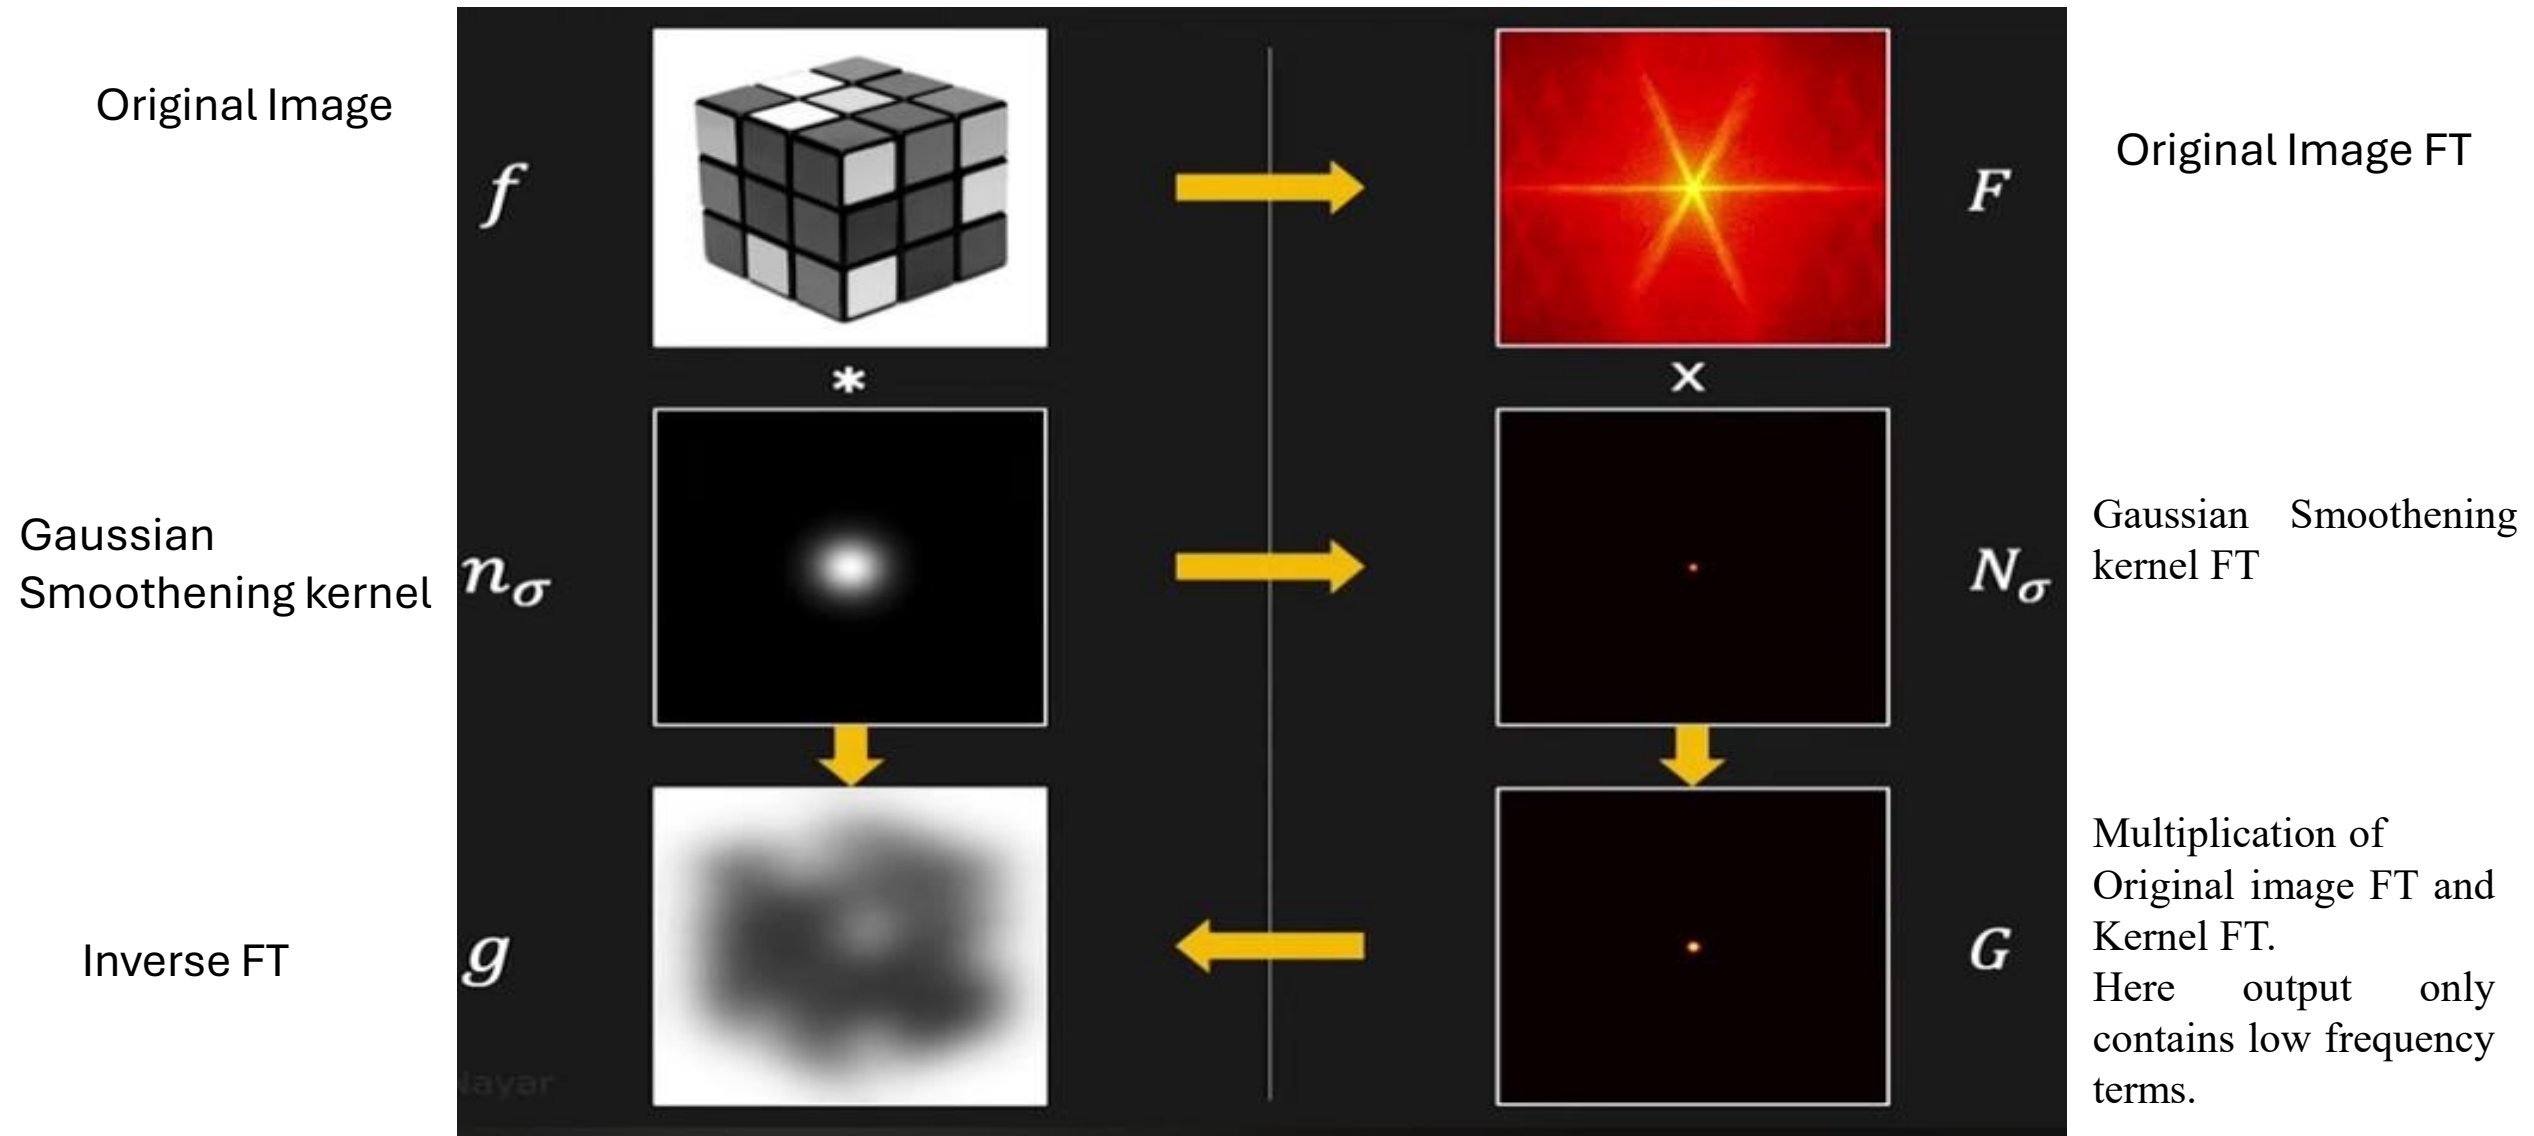 Original Image
f
F
Original Image FT
*
x
Gaussian
Smoothening kernel
nσ
Nσ
Gaussian Smoothening
kernel FT
Inverse FT
g
G
Multiplication of
Original image FT and
Kernel FT.
Here output only
contains low frequency
terms.